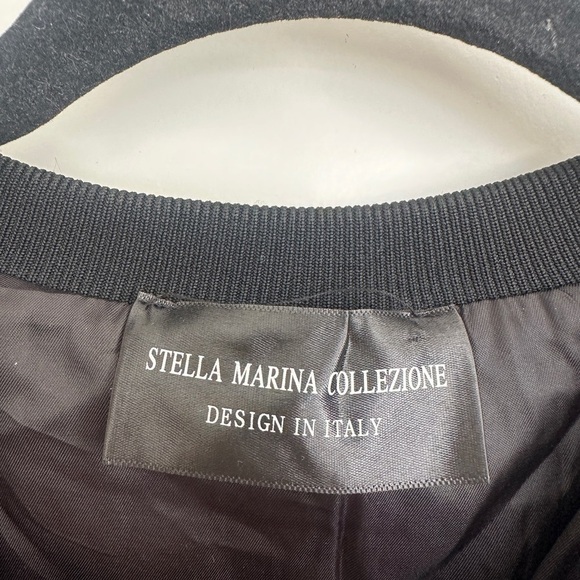 STELLA MARINA COLLEZIONE
DESIGN IN ITALY